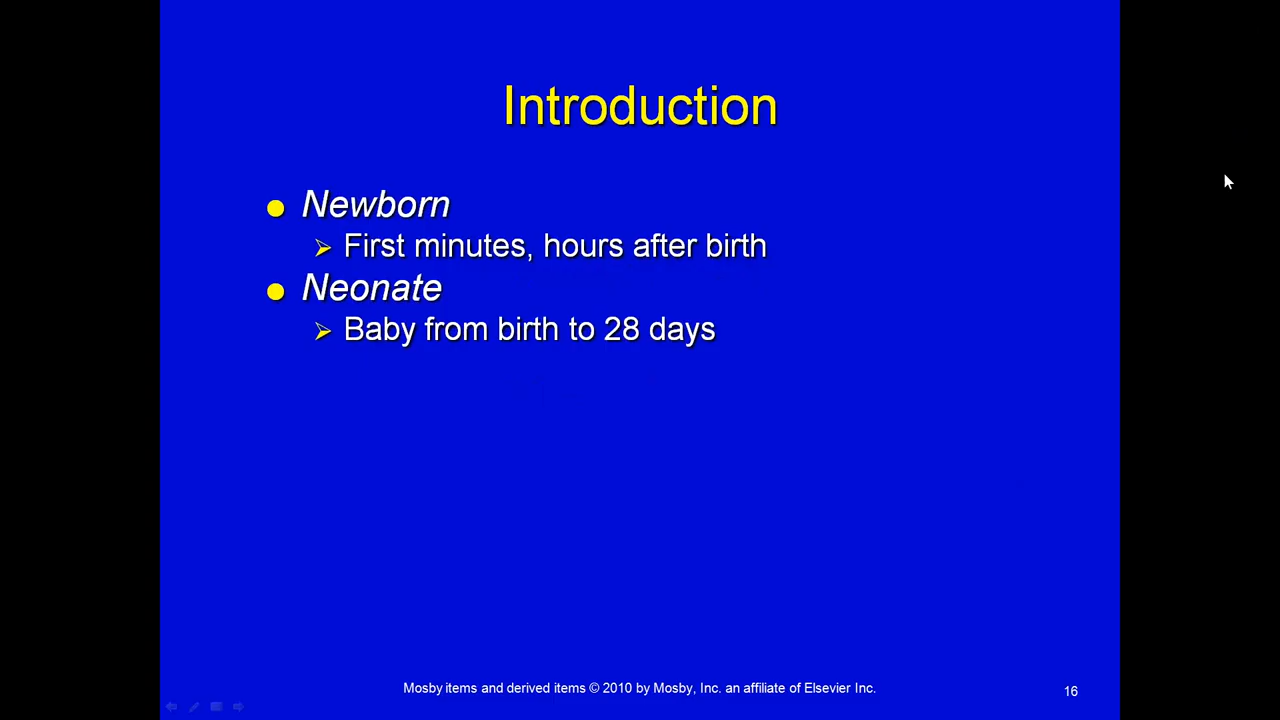 Introduction
Newborn
First minutes, hours after birth
Neonate
Baby from birth to 28 days
Mosby items and derived items © 2010 by Mosby, Inc. an affiliate of Elsevier Inc.
16